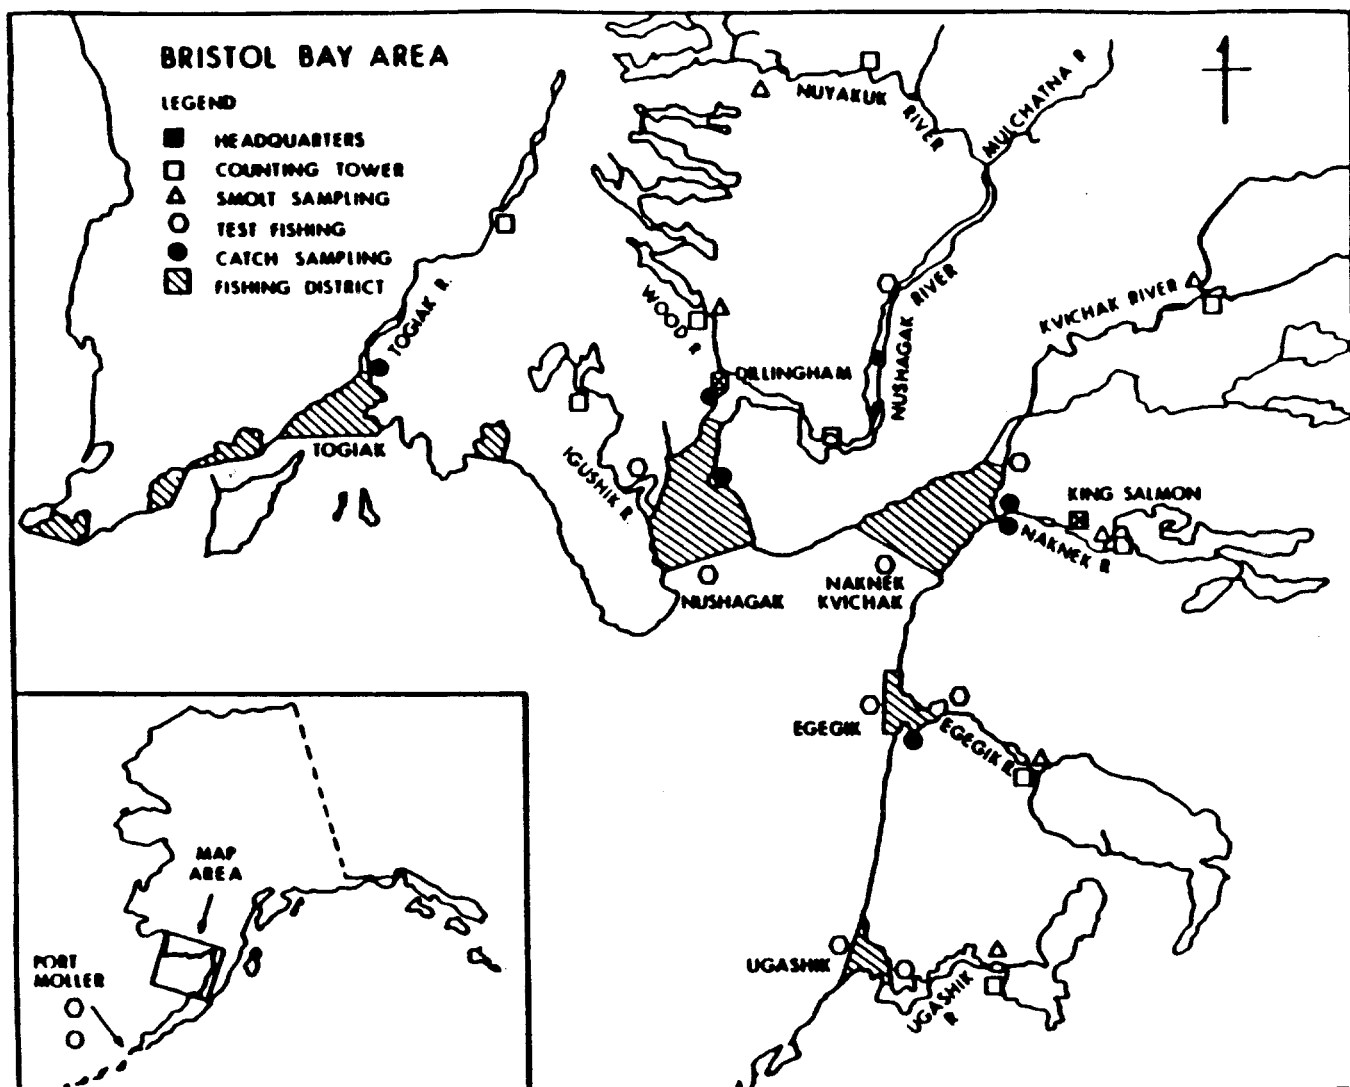 BRISTOL BAY AREA
LEGEND
HEADQUARTERS
COUNTING TOWER
SMOLT SAMPLING
TEST FISHING
CATCH SAMPLING
FISHING DISTRICT
NUYAKUK
RIVER
MULCHATNA R
TOGIAK R.
WOOD R
NUSHAGAK RIVER
KVICHAK RIVER
DILLINGHAM
TOGIAK
IGUSHIK R.
KING SALMON
NAKNEK R
NUSHAGAK
NAKNEK
KVICHAK
EGEGIK
EGEGIK R.
UGASHIK
UGASHIK
R
MAP
AREA
PORT
MOLLER